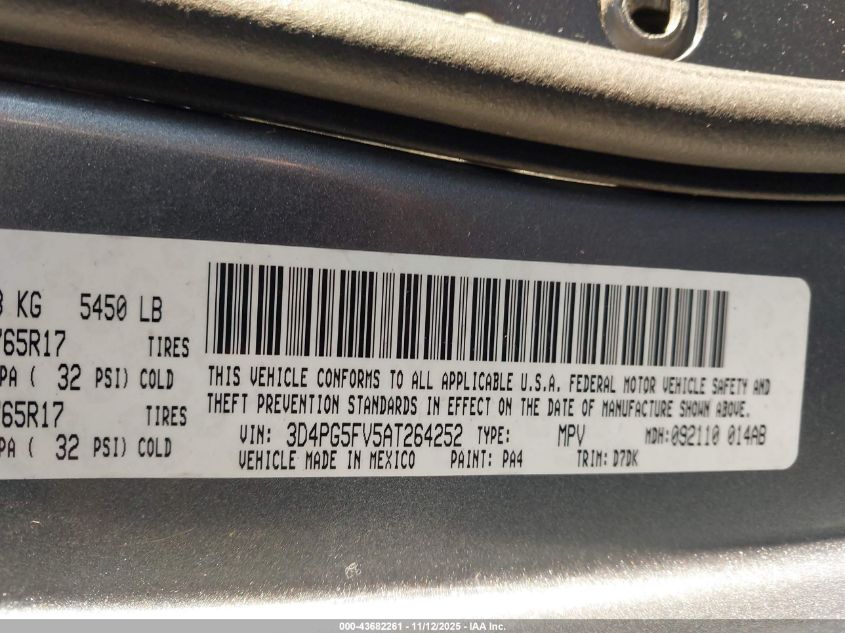 KG 5450 LB
65R17 TIRES
PA ( 32 PSI) COLD
65R17 TIRES
PA ( 32 PSI) COLD
THIS VEHICLE CONFORMS TO ALL APPLICABLE U.S.A. FEDERAL MOTOR VEHICLE SAFETY AND
THEFT PREVENTION STANDARDS IN EFFECT ON THE DATE OF MANUFACTURE SHOWN ABOVE.
VIN: 3D4PG5FV5AT264252 TYPE: MPV MDH: 092110 014AB
VEHICLE MADE IN MEXICO PAINT: PA4 TRIM: D7DK
000-43682261 - 11/12/2025 - IAA Inc.